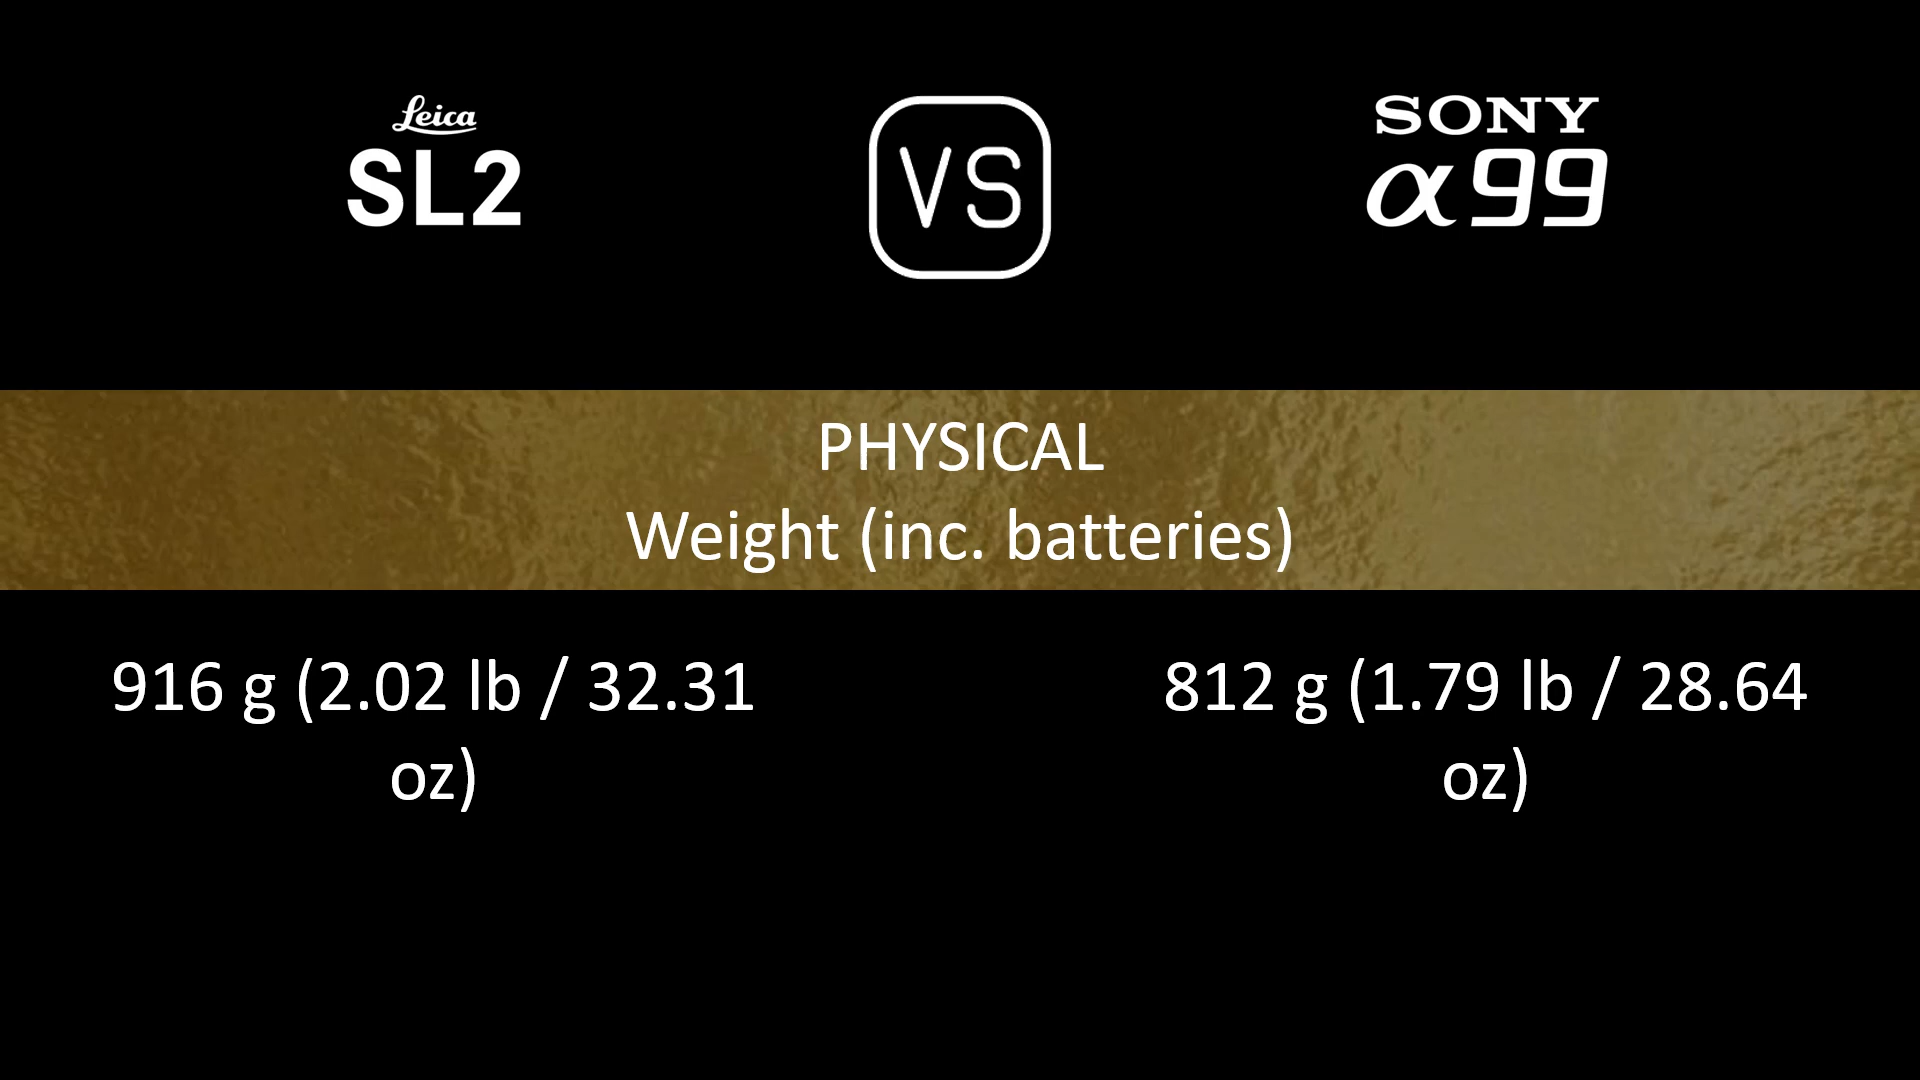 Leica
SL2
VS
SONY
α99
PHYSICAL
Weight (inc. batteries)
916 g (2.02 lb / 32.31
oz)
812 g (1.79 lb / 28.64
oz)